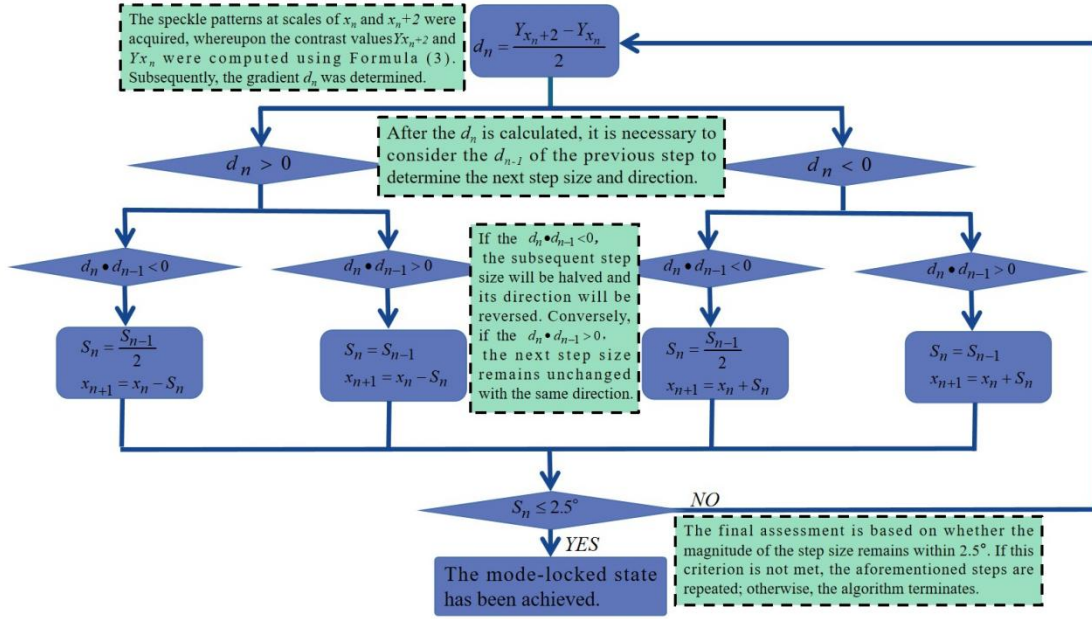 The speckle patterns at scales of xₙ and xₙ+2 were
acquired, whereupon the contrast valuesYxₙ₊₂ and
Yxₙ were computed using Formula (3).
Subsequently, the gradient dₙ was determined.
dₙ = (Y_{xₙ+2} − Y_{xₙ})/2
After the dₙ is calculated, it is necessary to
consider the dₙ₋₁ of the previous step to
determine the next step size and direction.
dₙ > 0
dₙ < 0
If the dₙ•dₙ₋₁<0,
the subsequent step
size will be halved and
its direction will be
reversed. Conversely,
if the dₙ•dₙ₋₁>0,
the next step size
remains unchanged
with the same direction.
dₙ•dₙ₋₁<0
dₙ•dₙ₋₁>0
dₙ•dₙ₋₁<0
dₙ•dₙ₋₁>0
Sₙ = Sₙ₋₁/2
xₙ₊₁ = xₙ − Sₙ
Sₙ = Sₙ₋₁
xₙ₊₁ = xₙ − Sₙ
Sₙ = Sₙ₋₁/2
xₙ₊₁ = xₙ + Sₙ
Sₙ = Sₙ₋₁
xₙ₊₁ = xₙ + Sₙ
Sₙ ≤ 2.5°
NO
YES
The final assessment is based on whether the
magnitude of the step size remains within 2.5°. If this
criterion is not met, the aforementioned steps are
repeated; otherwise, the algorithm terminates.
The mode-locked state
has been achieved.